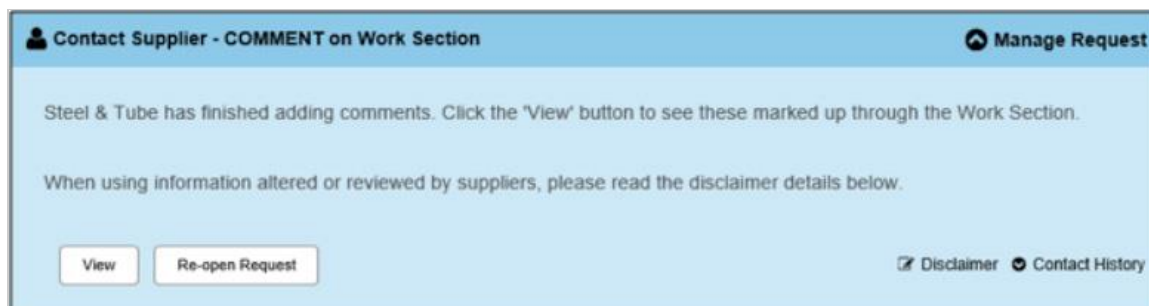 Contact Supplier - COMMENT on Work Section
Manage Request
Steel & Tube has finished adding comments. Click the 'View' button to see these marked up through the Work Section.
When using information altered or reviewed by suppliers, please read the disclaimer details below.
View
Re-open Request
Disclaimer
Contact History